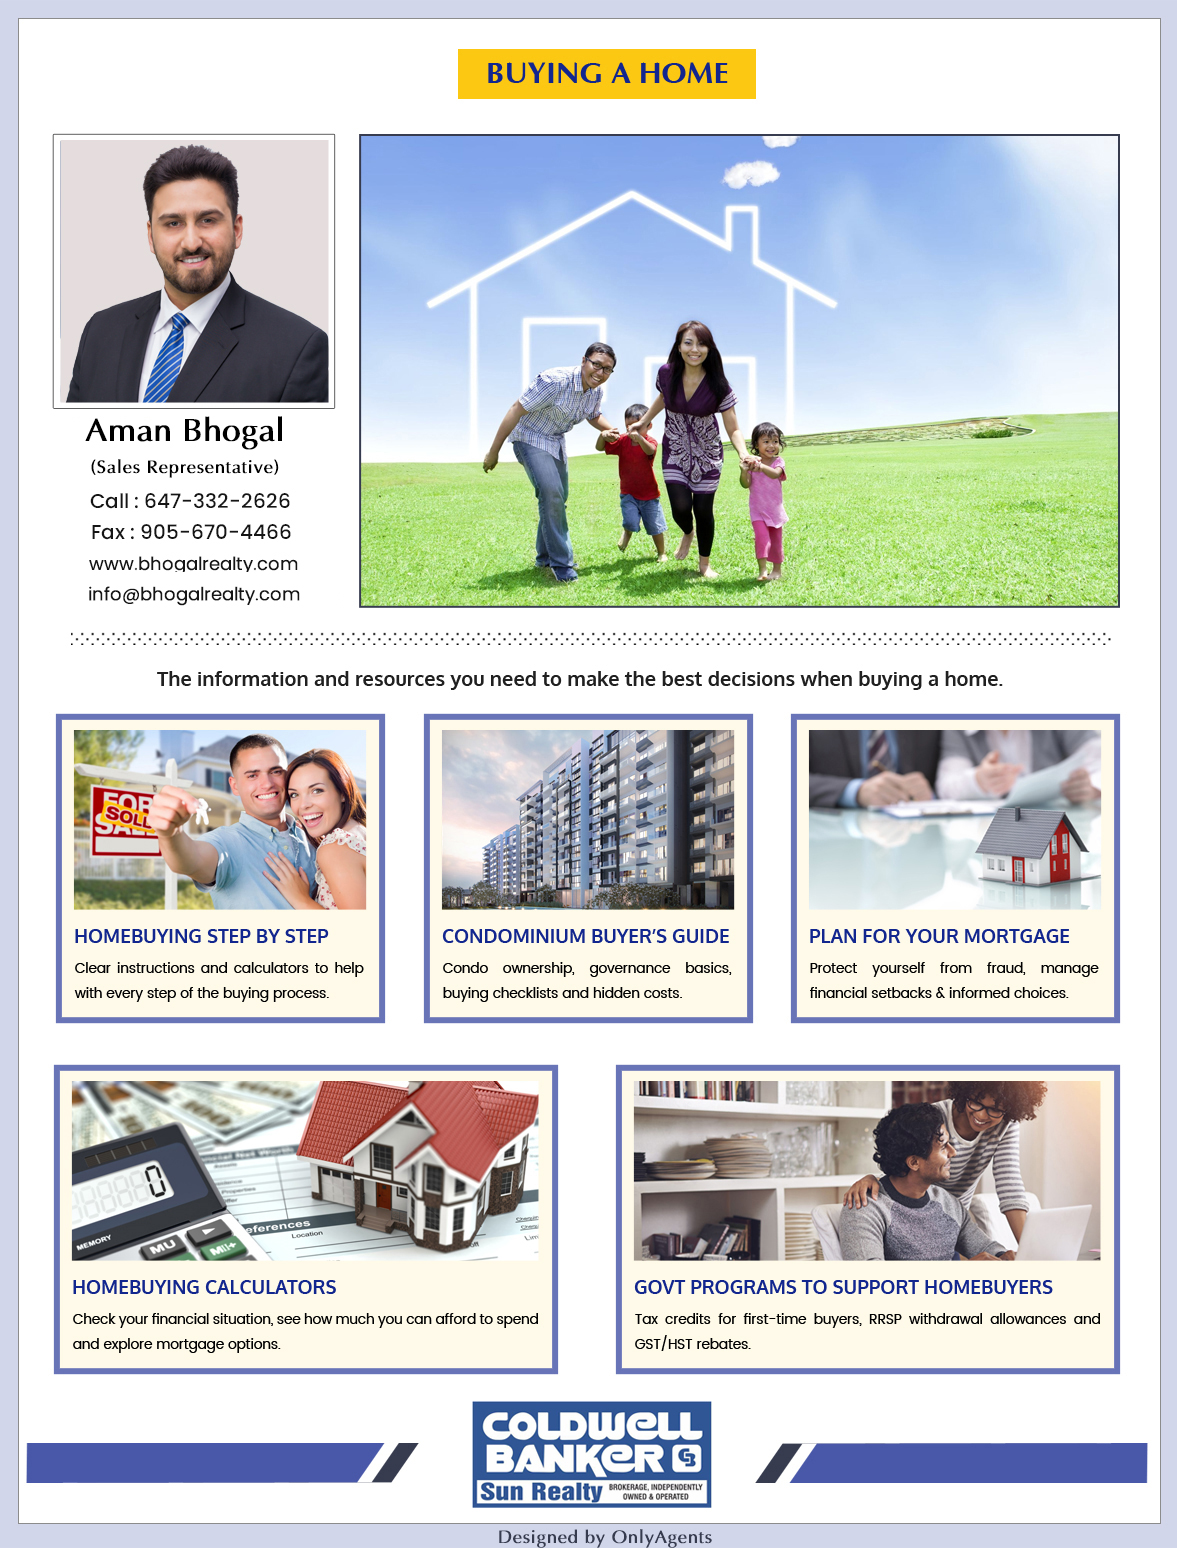 BUYING A HOME
Aman Bhogal
(Sales Representative)
Call : 647-332-2626
Fax : 905-670-4466
www.bhogalrealty.com
info@bhogalrealty.com
The information and resources you need to make the best decisions when buying a home.
FOR
SOLD
SALE
HOMEBUYING STEP BY STEP
Clear instructions and calculators to help
with every step of the buying process.
CONDOMINIUM BUYER'S GUIDE
Condo ownership, governance basics,
buying checklists and hidden costs.
PLAN FOR YOUR MORTGAGE
Protect yourself from fraud, manage
financial setbacks & informed choices.
0
MEMORY
MU
MII+
eferences
Location
HOMEBUYING CALCULATORS
Check your financial situation, see how much you can afford to spend
and explore mortgage options.
GOVT PROGRAMS TO SUPPORT HOMEBUYERS
Tax credits for first-time buyers, RRSP withdrawal allowances and
GST/HST rebates.
COLDWELL
BANKER CB
Sun Realty BROKERAGE, INDEPENDENTLY
OWNED & OPERATED
Designed by OnlyAgents